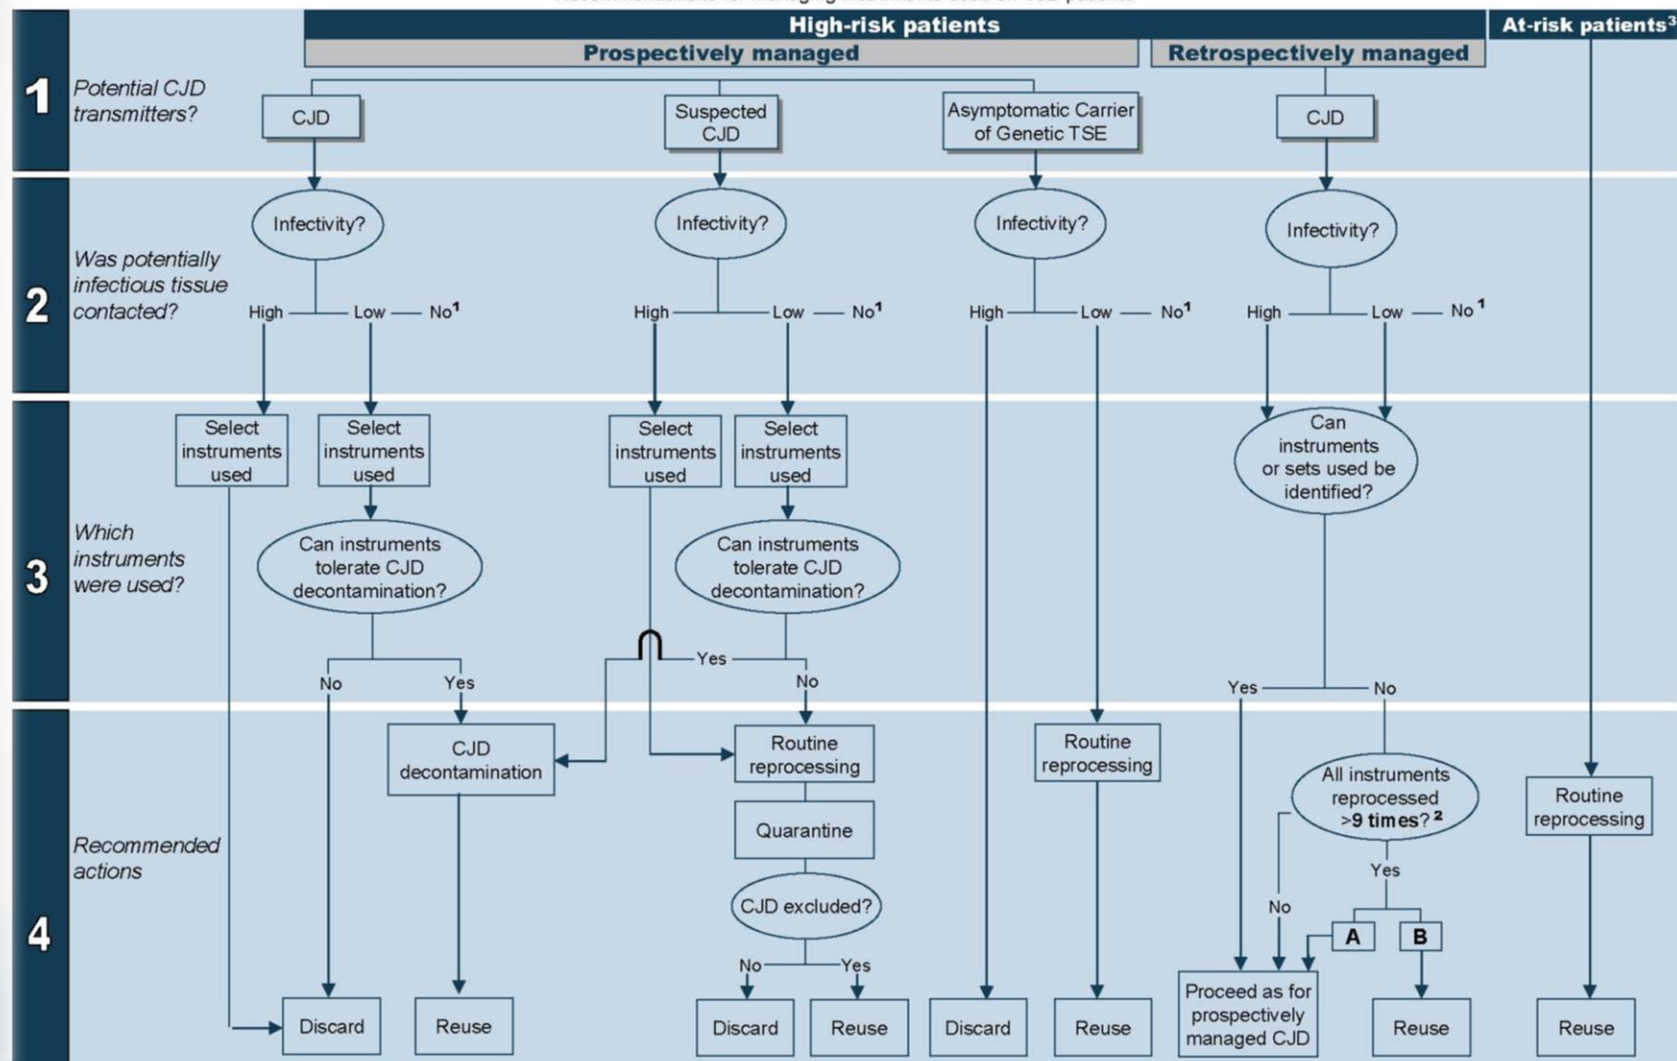 High-risk patients
At-risk patients³
Prospectively managed
Retrospectively managed
1
Potential CJD
transmitters?
CJD
Suspected
CJD
Asymptomatic Carrier
of Genetic TSE
CJD
2
Was potentially
infectious tissue
contacted?
Infectivity?
Infectivity?
Infectivity?
Infectivity?
High
Low
No¹
High
Low
No¹
High
Low
No¹
High
Low
No¹
3
Which
instruments
were used?
Select
instruments
used
Select
instruments
used
Select
instruments
used
Select
instruments
used
Can
instruments
or sets used be
identified?
Can instruments
tolerate CJD
decontamination?
Can instruments
tolerate CJD
decontamination?
No
Yes
Yes
No
Yes
No
4
Recommended
actions
CJD
decontamination
Routine
reprocessing
Quarantine
CJD excluded?
No
Yes
Routine
reprocessing
All instruments
reprocessed
>9 times?²
Yes
No
A
B
Routine
reprocessing
Discard
Reuse
Discard
Reuse
Discard
Reuse
Proceed as for
prospectively
managed CJD
Reuse
Reuse